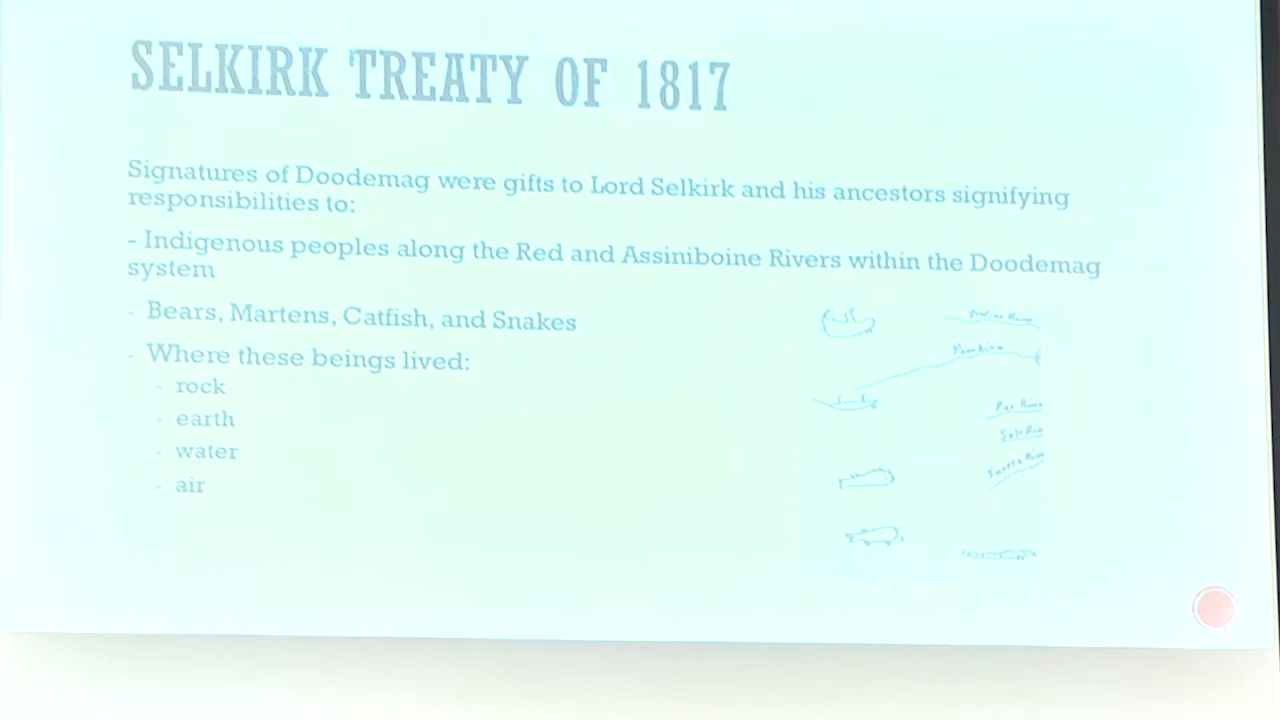 SELKIRK TREATY OF 1817
Signatures of Doodemag were gifts to Lord Selkirk and his ancestors signifying
responsibilities to:
- Indigenous peoples along the Red and Assiniboine Rivers within the Doodemag
system
- Bears, Martens, Catfish, and Snakes
- Where these beings lived:
- rock
- earth
- water
- air
Pembina